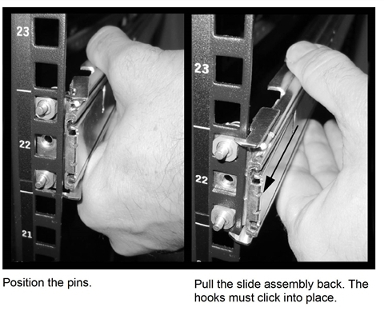 23
22
21
23
22
Position the pins.
Pull the slide assembly back. The
hooks must click into place.